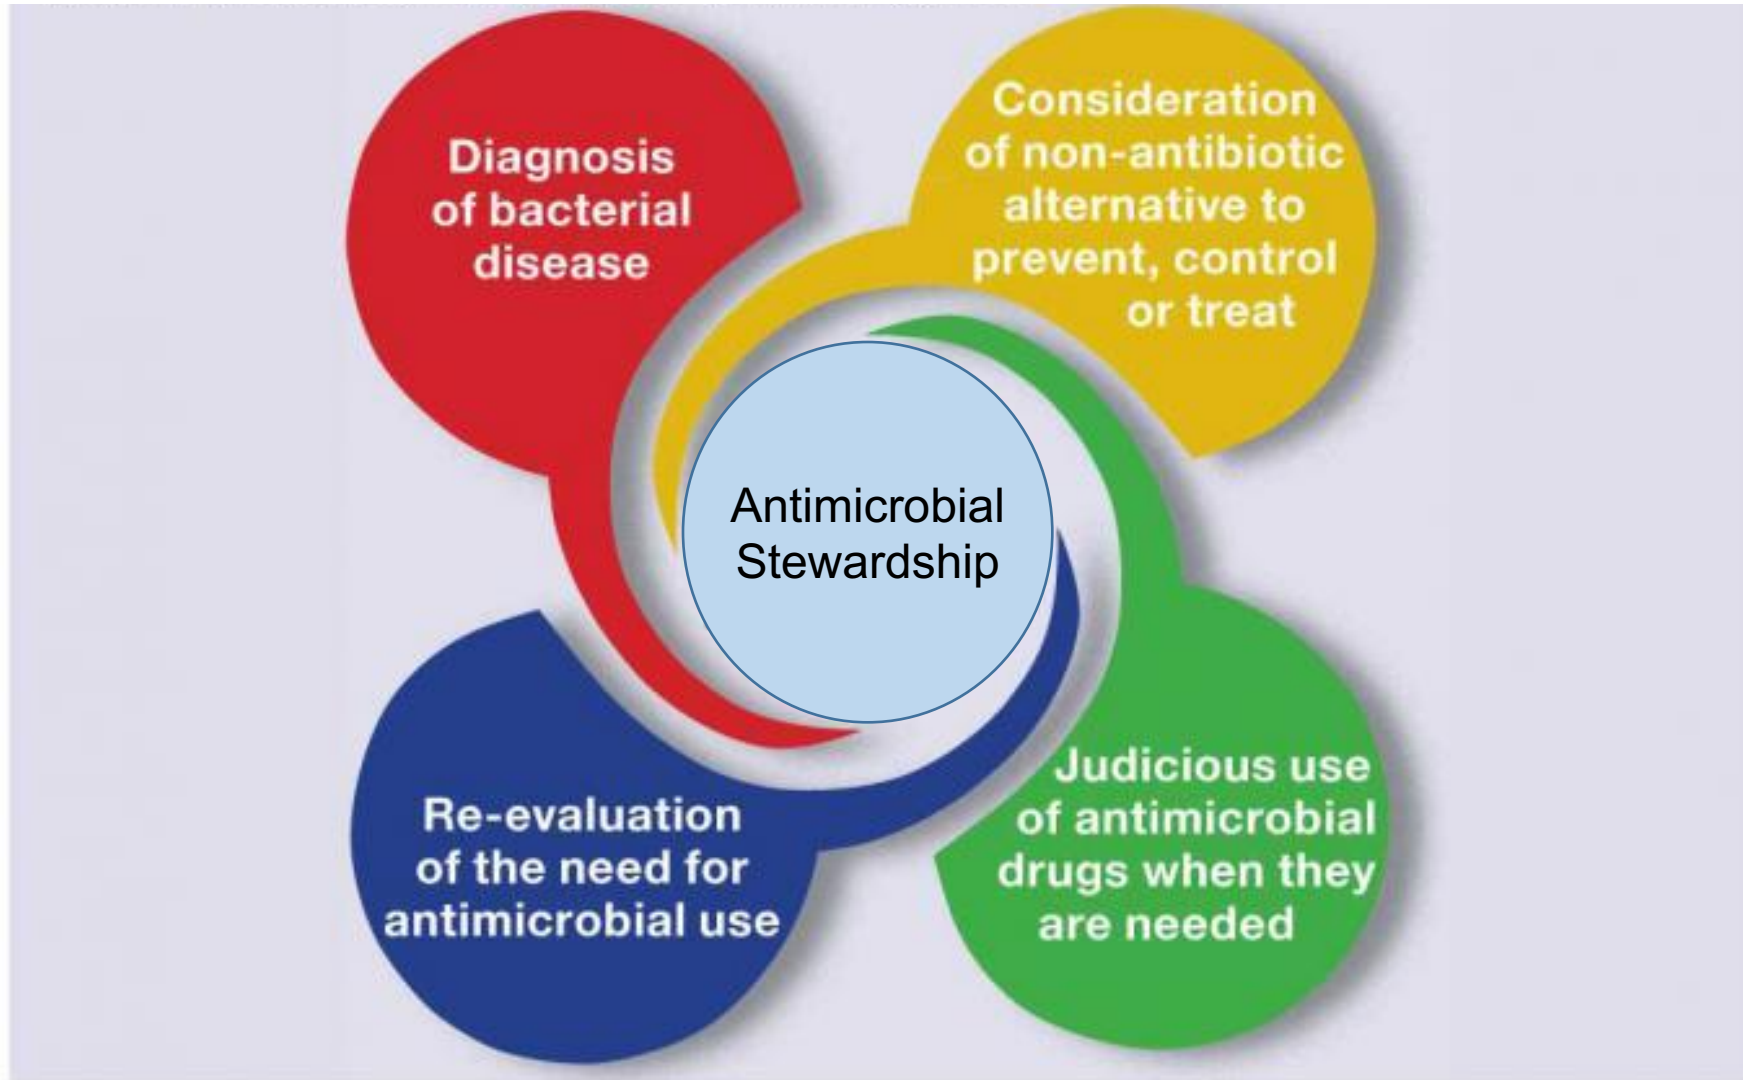 Diagnosis
of bacterial
disease
Consideration
of non-antibiotic
alternative to
prevent, control
or treat
Antimicrobial
Stewardship
Re-evaluation
of the need for
antimicrobial use
Judicious use
of antimicrobial
drugs when they
are needed